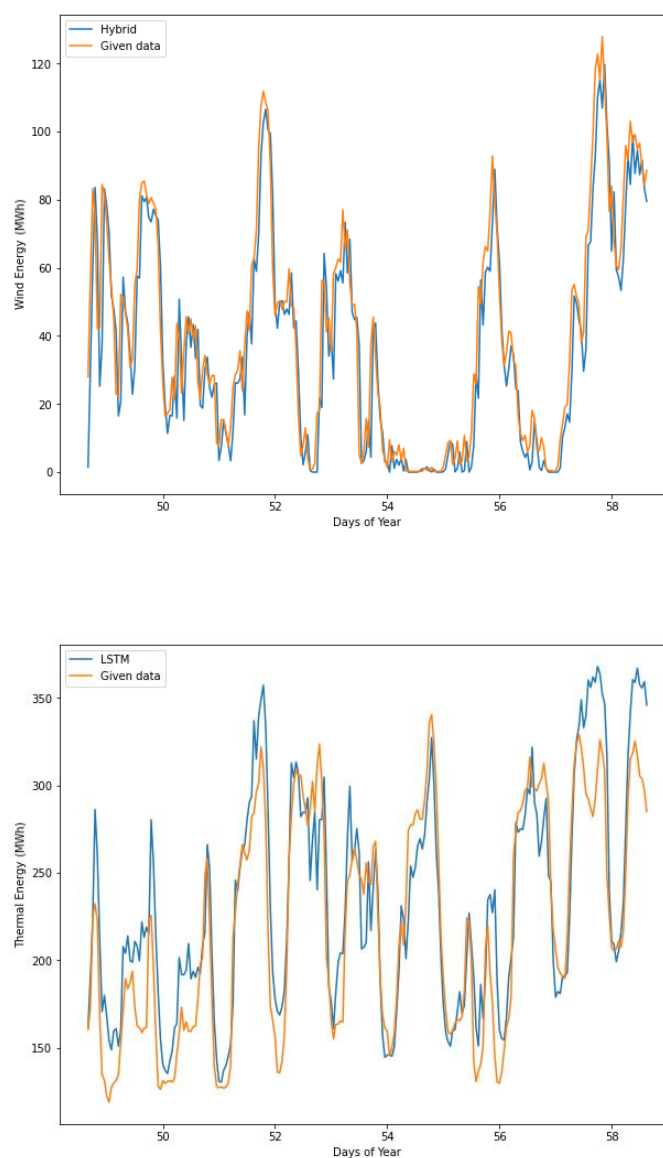 Hybrid
Given data
120
100
80
60
40
20
0
Wind Energy (MWh)
50 52 54 56 58
Days of Year
LSTM
Given data
350
300
250
200
150
Thermal Energy (MWh)
50 52 54 56 58
Days of Year